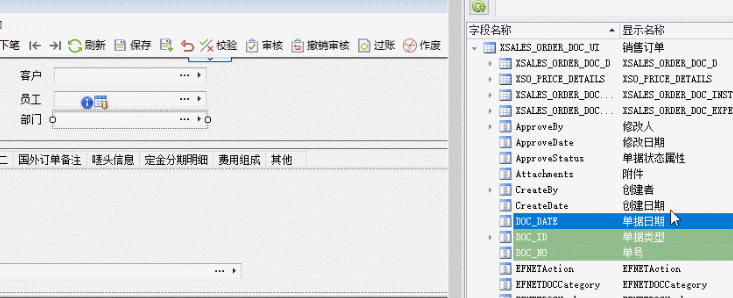 下笔 刷新 保存 校验 审核 撤销审核 过账 作废
客户
员工
部门
二 国外订单备注 唛头信息 定金分期明细 费用组成 其他
字段名称 显示名称
XSALES_ORDER_DOC_UI 销售订单
XSALES_ORDER_DOC_D XSALES_ORDER_DOC_D
XSO_PRICE_DETAILS XSO_PRICE_DETAILS
XSALES_ORDER_DOC... XSALES_ORDER_DOC_INST
XSALES_ORDER_DOC... XSALES_ORDER_DOC_EXPE
ApproveBy 修改人
ApproveDate 修改日期
ApproveStatus 单据状态属性
Attachments 附件
CreateBy 创建者
CreateDate 创建日期
DOC_DATE 单据日期
DOC_ID 单据类型
DOC_NO 单号
EFNETAction EFNETAction
EFNETDOCCategory EFNETDOCCategory